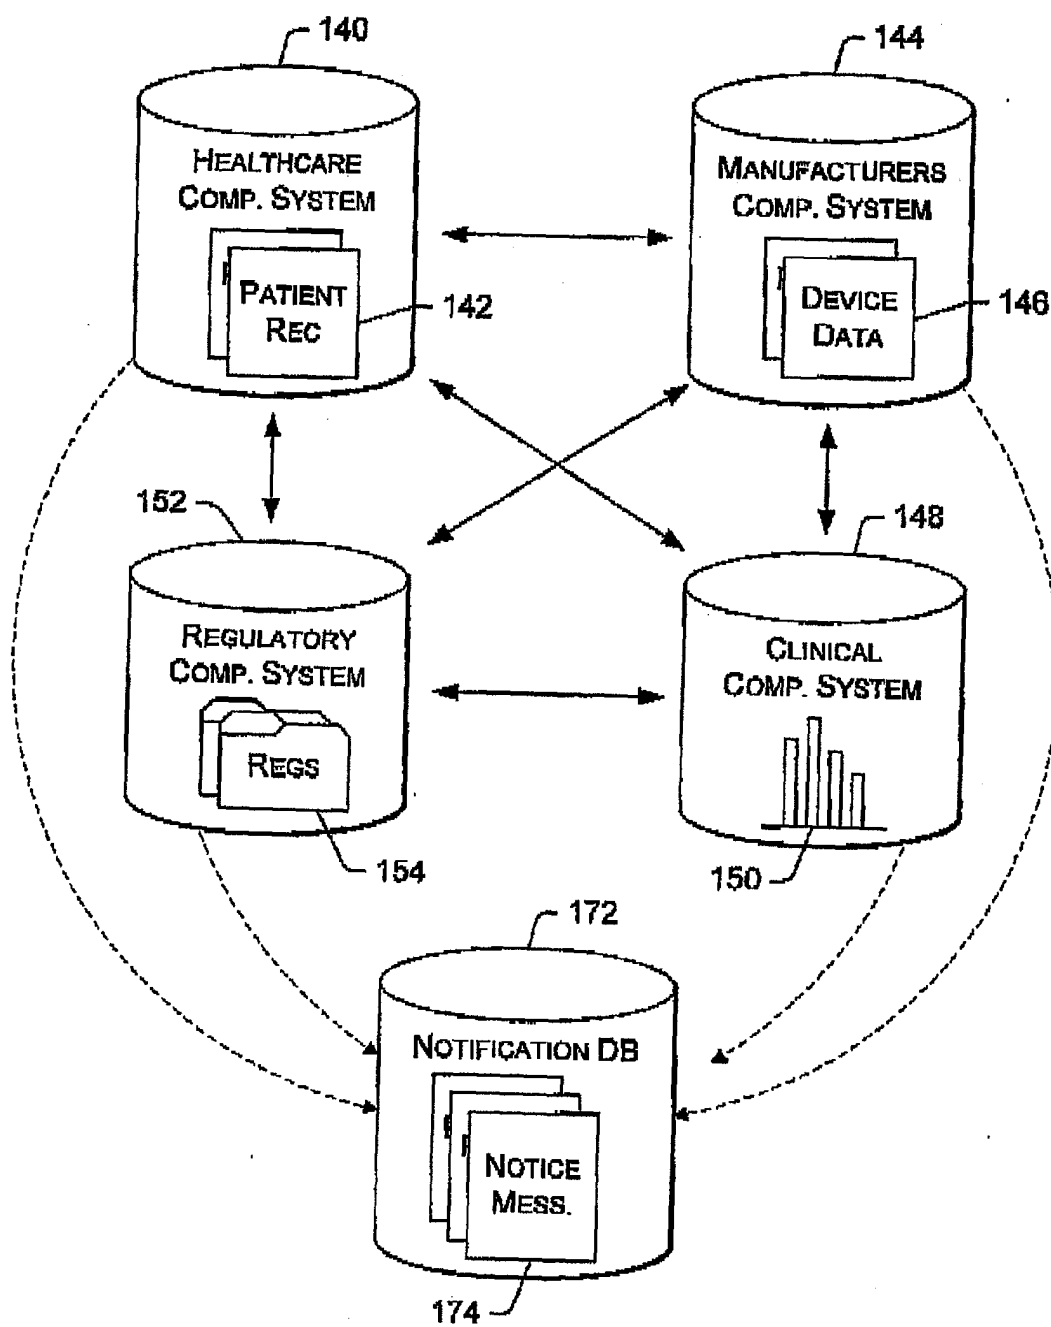 140
144
HEALTHCARE
COMP. SYSTEM
MANUFACTURERS
COMP. SYSTEM
PATIENT
REC
142
DEVICE
DATA
146
152
148
REGULATORY
COMP. SYSTEM
CLINICAL
COMP. SYSTEM
REGS
154
150
172
NOTIFICATION DB
NOTICE
MESS.
174